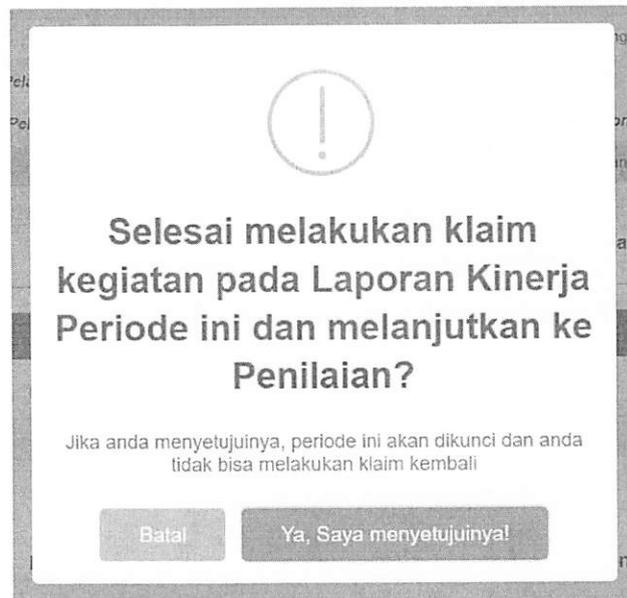 Selesai melakukan klaim
kegiatan pada Laporan Kinerja
Periode ini dan melanjutkan ke
Penilaian?
Jika anda menyetujuinya, periode ini akan dikunci dan anda
tidak bisa melakukan klaim kembali
Batal
Ya, Saya menyetujuinya!